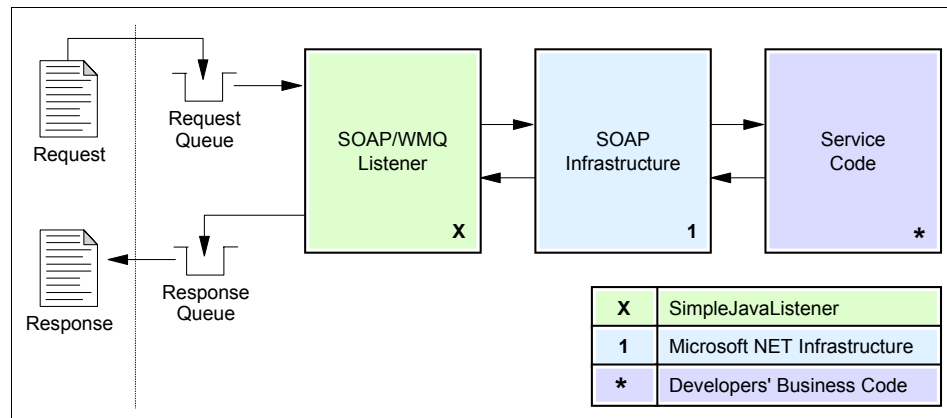 Request
Request
Queue
SOAP/WMQ
Listener
X
SOAP
Infrastructure
1
Service
Code
*
Response
Response
Queue
X SimpleJavaListener
1 Microsoft NET Infrastructure
* Developers' Business Code